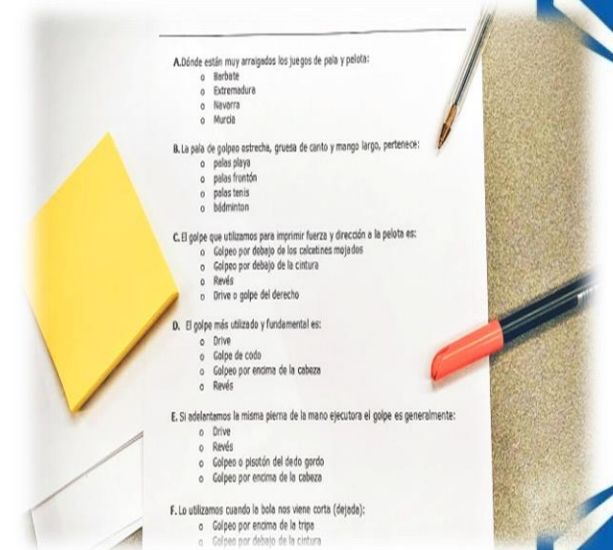 A.Dónde están muy arraigados los juegos de pala y pelota:
o Barbate
o Extremadura
o Navarra
o Murcia
B. La pala de golpeo estrecha, gruesa de canto y mango largo, pertenece:
o palas playa
o palas frontón
o palas tenis
o bádminton
C. El golpe que utilizamos para imprimir fuerza y dirección a la pelota es:
o Golpeo por debajo de los calcetines mojados
o Golpeo por debajo de la cintura
o Revés
o Drive o golpe del derecho
D. El golpe más utilizado y fundamental es:
o Drive
o Golpe de codo
o Golpeo por encima de la cabeza
o Revés
E. Si adelantamos la misma pierna de la mano ejecutora el golpe es generalmente:
o Drive
o Revés
o Golpeo o pisotón del dedo gordo
o Golpeo por encima de la cabeza
F. Lo utilizamos cuando la bola nos viene corta (dejada):
o Golpeo por encima de la tripa
o Golpeo por debajo de la cintura